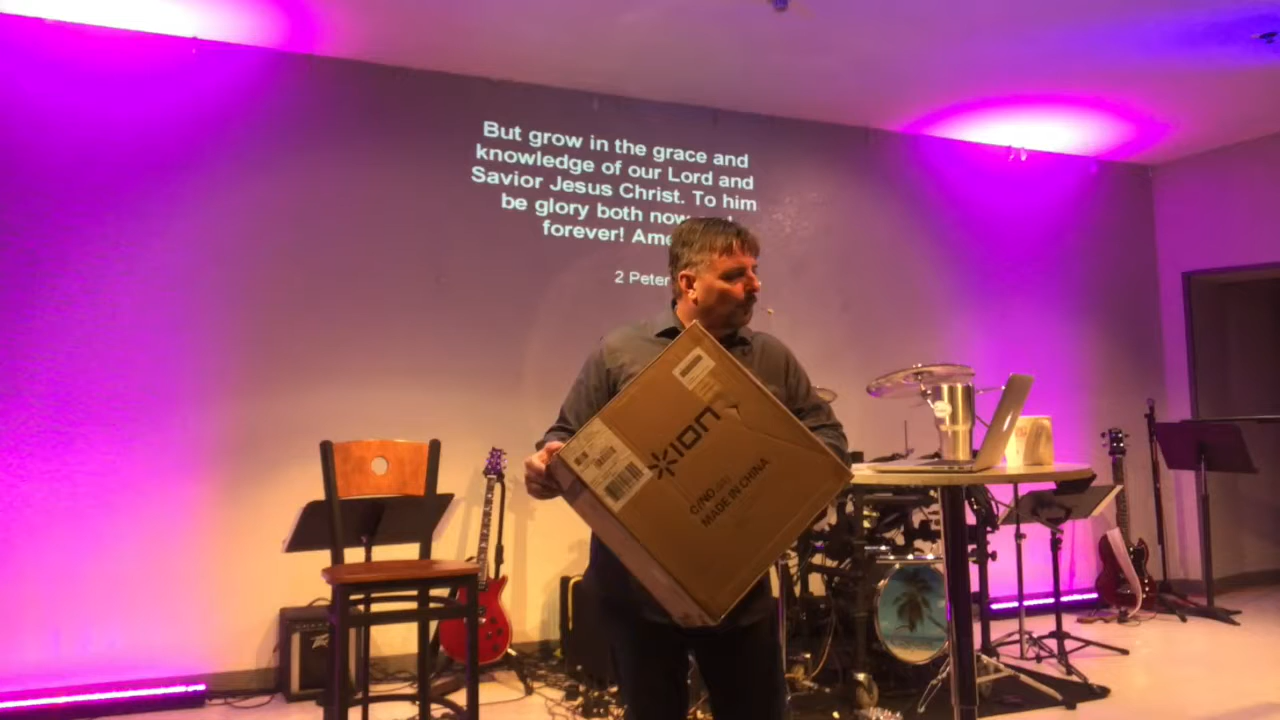 But grow in the grace and
knowledge of our Lord and
Savior Jesus Christ. To him
be glory both now
forever!
2 Peter
ION
C/NO
MADE IN CHINA